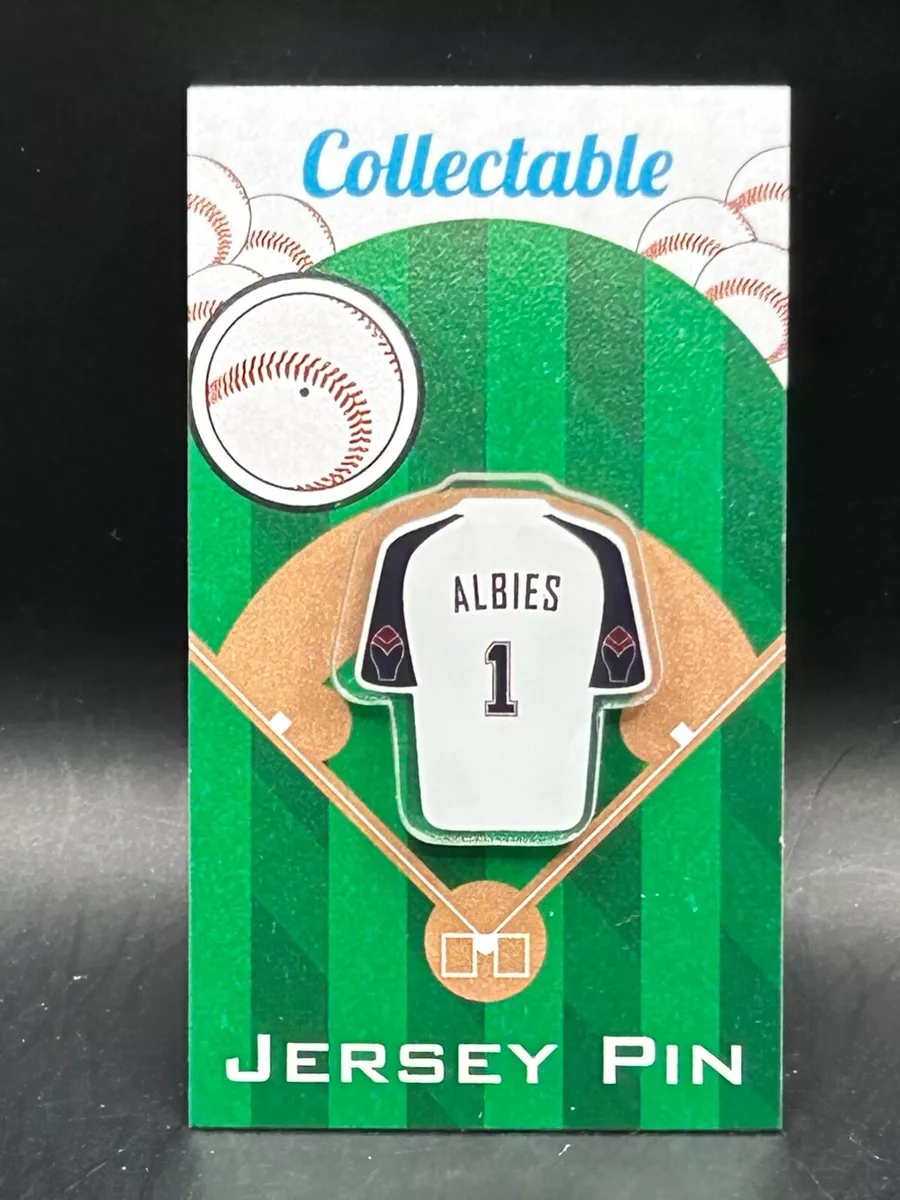 Collectable
ALBIES
1
JERSEY PIN